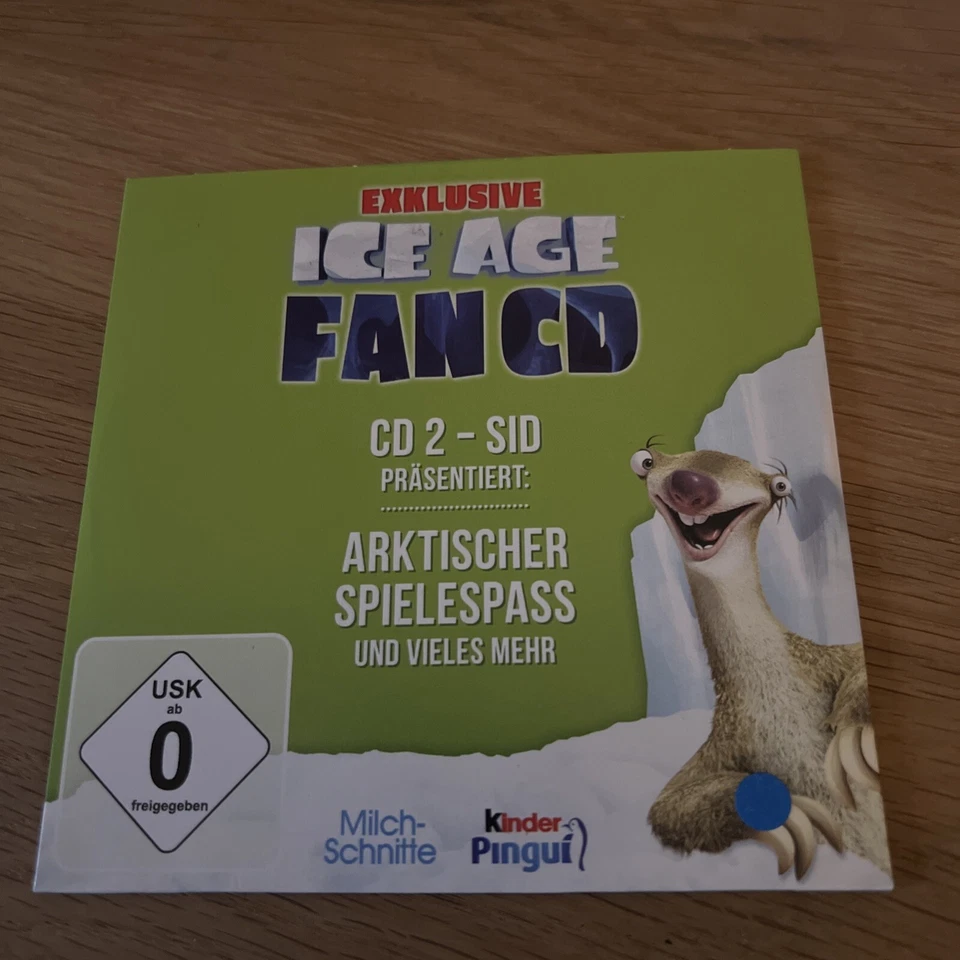 EXKLUSIVE
ICE AGE
FAN CD
CD 2 – SID
PRÄSENTIERT:
ARKTISCHER
SPIELESPASS
UND VIELES MEHR
USK
ab
0
freigegeben
Milch-
Schnitte
Kinder
Pinguí